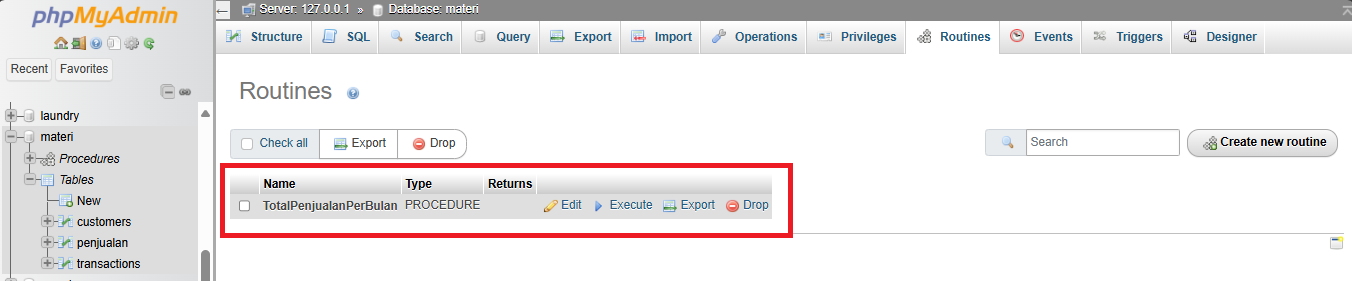 phpMyAdmin
Server: 127.0.0.1 » Database: materi
Structure SQL Search Query Export Import Operations Privileges Routines Events Triggers Designer
Recent Favorites
Routines
laundry
materi
Procedures
Tables
New
customers
penjualan
transactions
Check all Export Drop
Search Create new routine
Name Type Returns
TotalPenjualanPerBulan PROCEDURE Edit Execute Export Drop